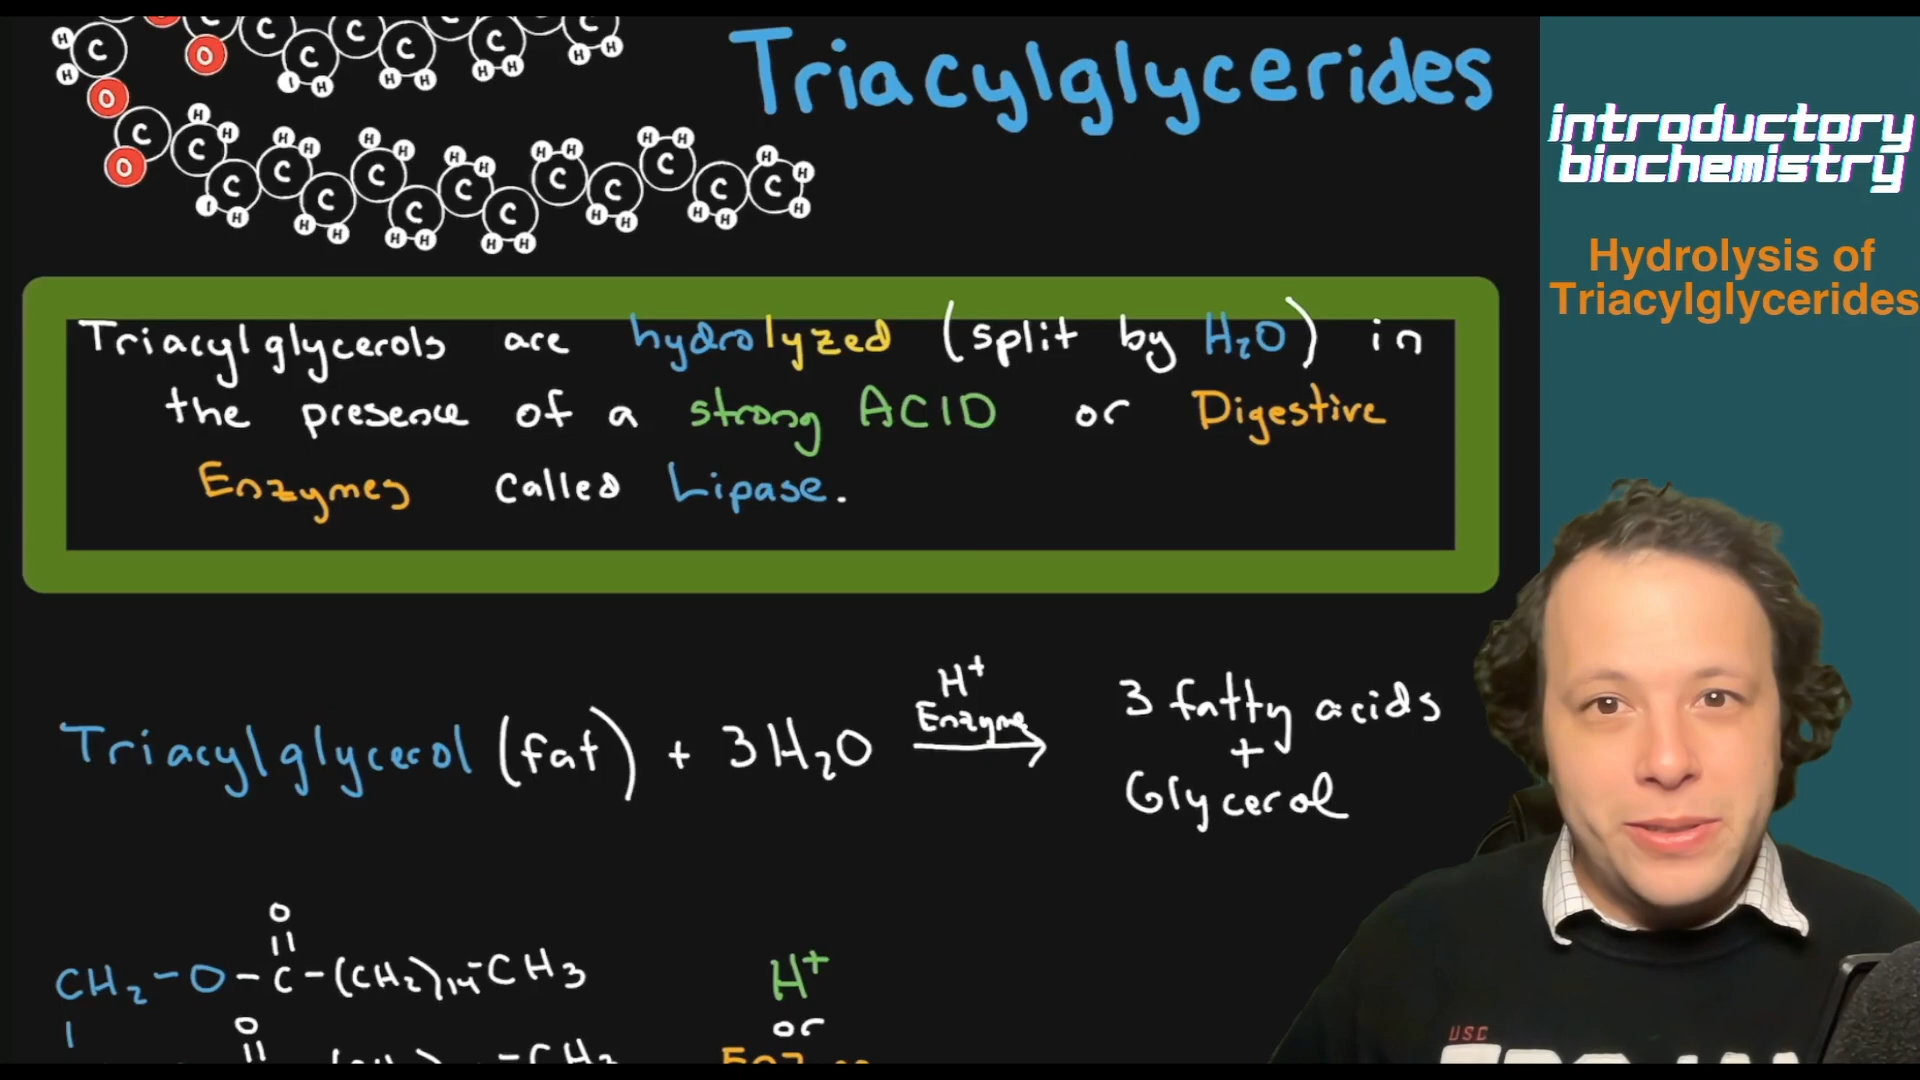 Triacylglycerides
introductory
biochemistry
Hydrolysis of
Triacylglycerides
Triacylglycerols are hydrolyzed (split by H₂O) in
the presence of a strong ACID or Digestive
Enzymes called Lipase.
Triacylglycerol (fat) + 3H₂O
H⁺
Enzyme
3 fatty acids
+
Glycerol
O
CH₂-O-C-(CH₂)₁₄-CH₃
O
H⁺
or
USC